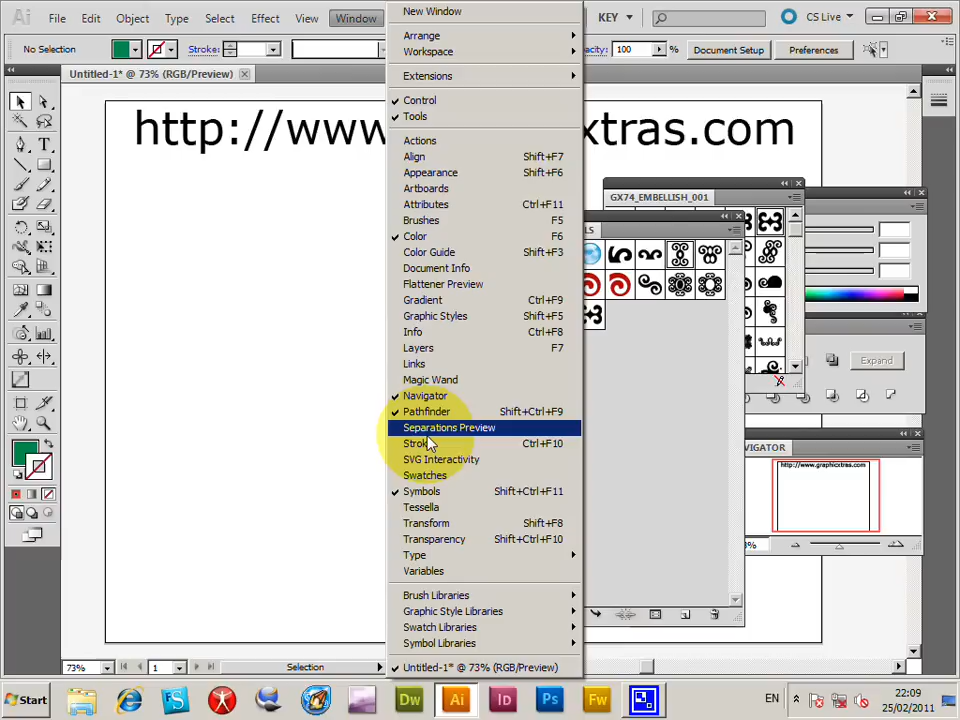 Ai File Edit Object Type Select Effect View Window KEY CS Live
No Selection Stroke: 100 % Document Setup Preferences
Untitled-1* @ 73% (RGB/Preview)
http://www
xtras.com
New Window
Arrange
Workspace
Extensions
Control
Tools
Actions
Align Shift+F7
Appearance Shift+F6
Artboards
Attributes Ctrl+F11
Brushes F5
Color F6
Color Guide Shift+F3
Document Info
Flattener Preview
Gradient Ctrl+F9
Graphic Styles Shift+F5
Info Ctrl+F8
Layers F7
Links
Magic Wand
Navigator
Pathfinder Shift+Ctrl+F9
Separations Preview
Stroke Ctrl+F10
SVG Interactivity
Swatches
Symbols Shift+Ctrl+F11
Tessella
Transform Shift+F8
Transparency Shift+Ctrl+F10
Type
Variables
Brush Libraries
Graphic Style Libraries
Swatch Libraries
Symbol Libraries
Untitled-1* @ 73% (RGB/Preview)
GX74_EMBELLISH_001
LS
Expand
VIGATOR
http://www.graphicxtras.com
3%
73% 1 Selection
Start Dw Ai Id Ps Fw EN 22:09
25/02/2011